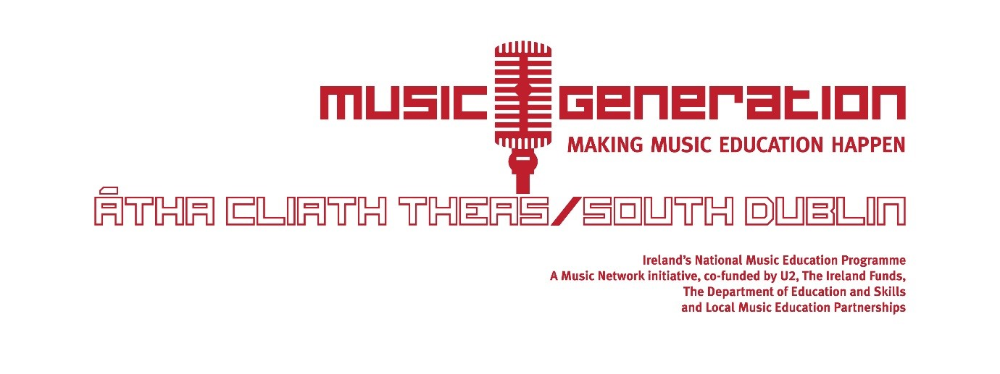 music Generation
MAKING MUSIC EDUCATION HAPPEN
ÁTHA CLIATH THEAS/SOUTH DUBLIN
Ireland's National Music Education Programme
A Music Network initiative, co-funded by U2, The Ireland Funds,
The Department of Education and Skills
and Local Music Education Partnerships